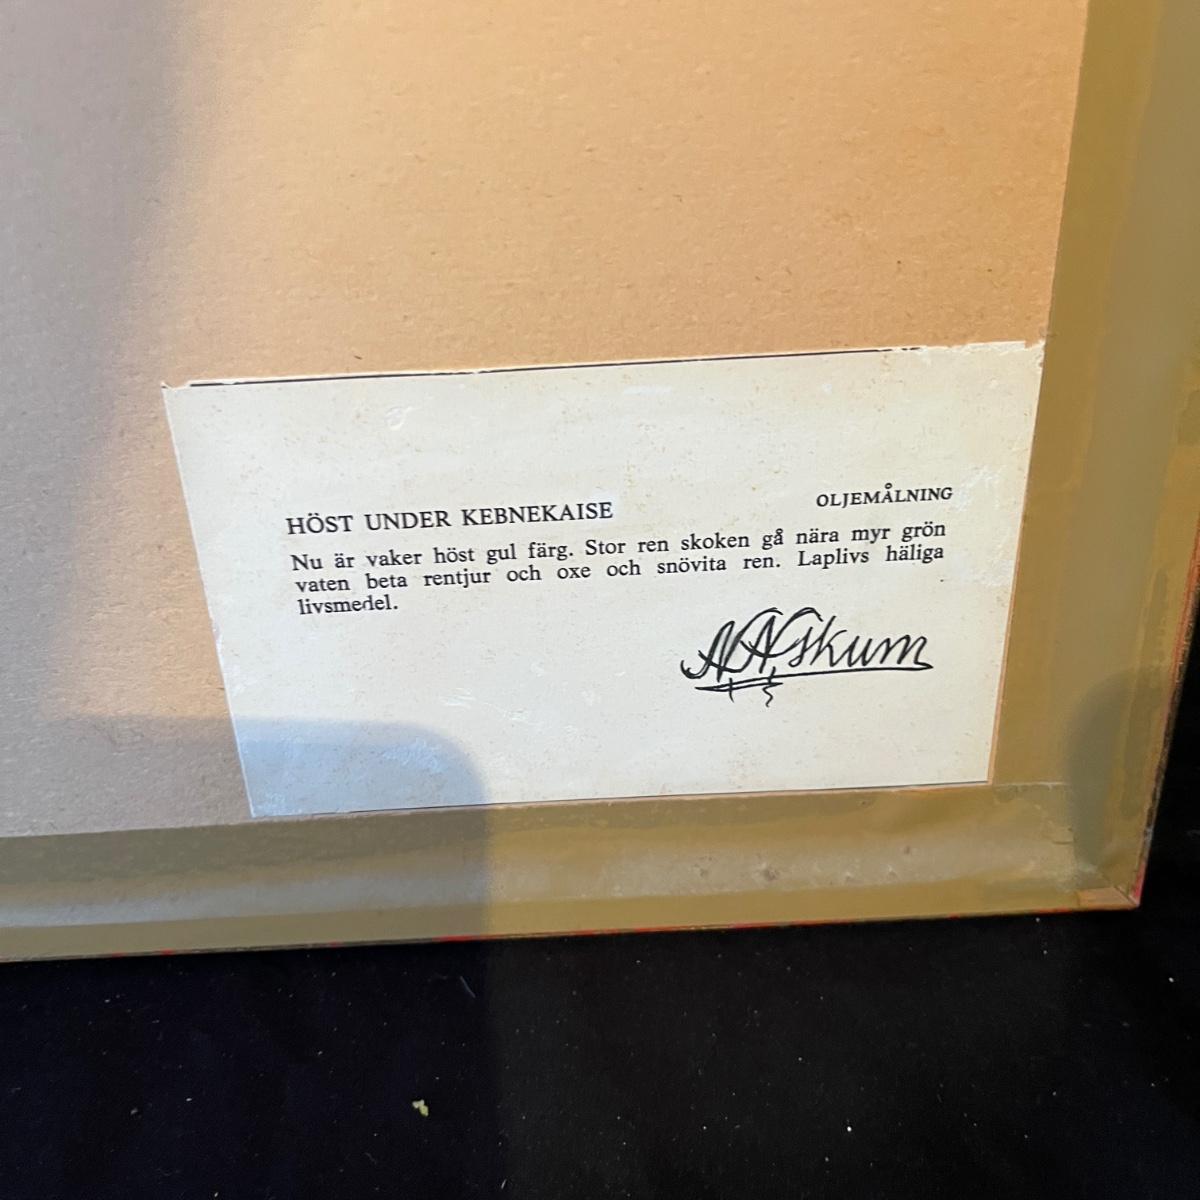 HÖST UNDER KEBNEKAISE OLJEMÅLNING
Nu är vaker höst gul färg. Stor ren skoken gå nära myr grön
vaten beta rentjur och oxe och snövita ren. Laplivs häliga
livsmedel.
NNSkum